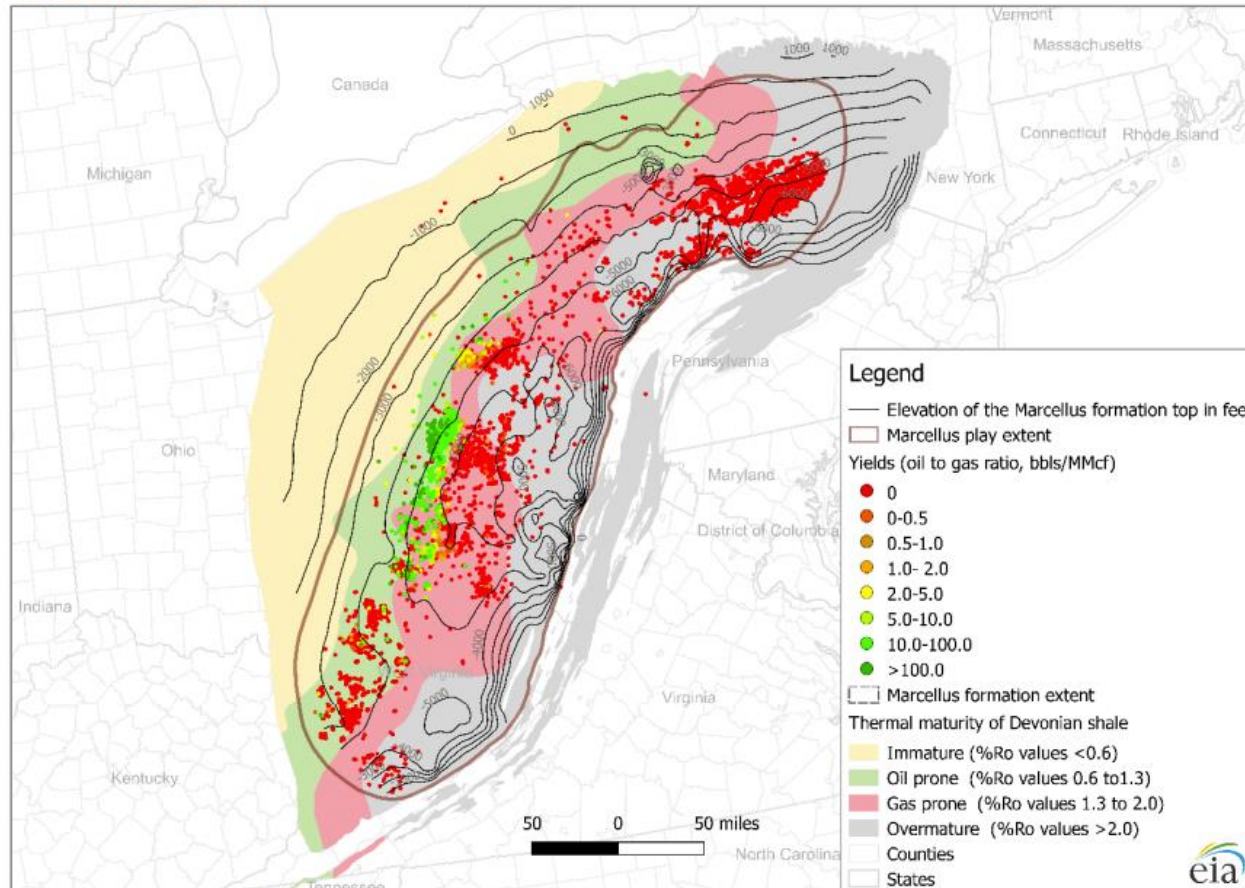 Vermont
Massachusetts
Canada
1000
1000
1000
0
Connecticut
Rhode Island
Michigan
New York
-1000
-5000
-5000
-6000
-2000
-3000
Pennsylvania
Ohio
Maryland
District of Columbia
Indiana
-4000
Virginia
-5000
Kentucky
Virginia
50 0 50 miles
North Carolina
Tennessee
Legend
Elevation of the Marcellus formation top in fee
Marcellus play extent
Yields (oil to gas ratio, bbls/MMcf)
0
0-0.5
0.5-1.0
1.0- 2.0
2.0-5.0
5.0-10.0
10.0-100.0
>100.0
Marcellus formation extent
Thermal maturity of Devonian shale
Immature (%Ro values <0.6)
Oil prone (%Ro values 0.6 to1.3)
Gas prone (%Ro values 1.3 to 2.0)
Overmature (%Ro values >2.0)
Counties
States
eia